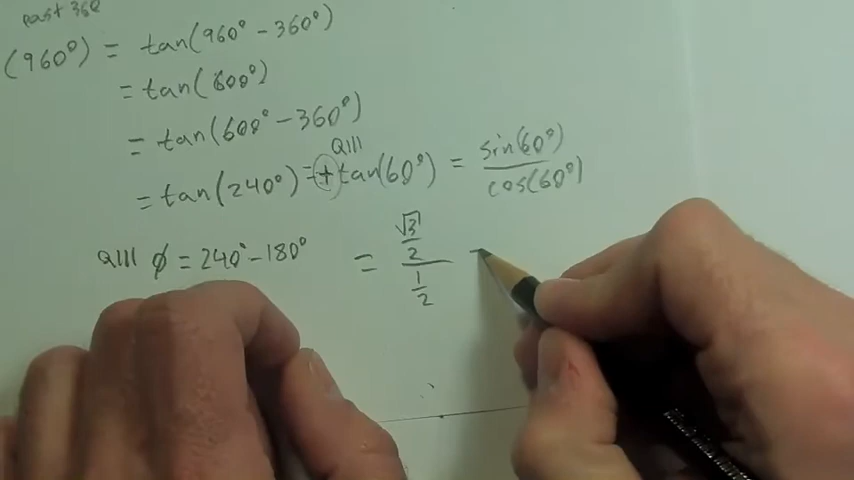 past 360
(960°) = tan(960° - 360°)
= tan(600°)
= tan(600° - 360°)
QIII
= tan(240°) = + tan(60°) = sin(60°)/cos(60°)
QIII ϕ = 240° - 180° = (√3/2)/(1/2) =